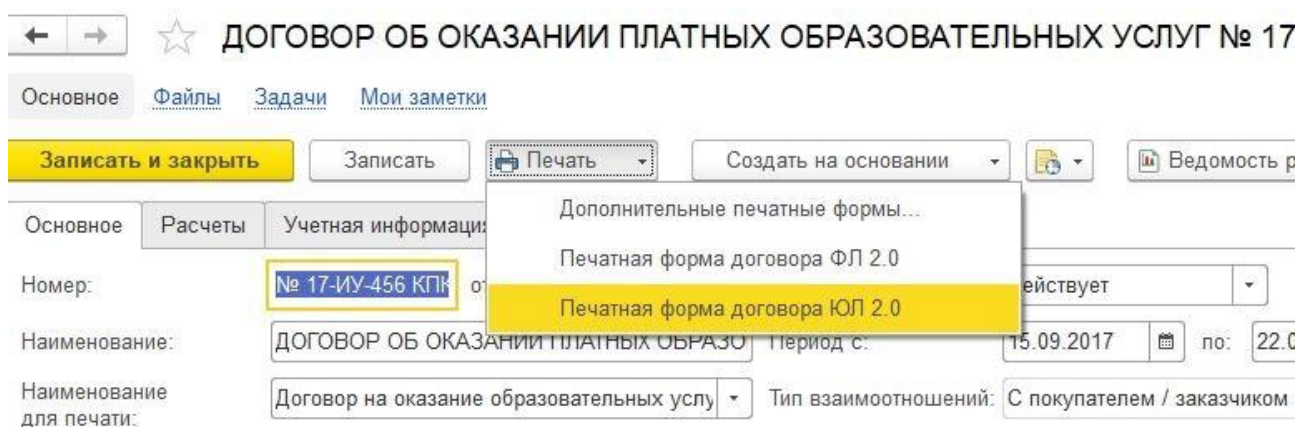 ДОГОВОР ОБ ОКАЗАНИИ ПЛАТНЫХ ОБРАЗОВАТЕЛЬНЫХ УСЛУГ № 17
Основное Файлы Задачи Мои заметки
Записать и закрыть Записать Печать Создать на основании Ведомость р
Дополнительные печатные формы...
Основное Расчеты Учетная информация
Печатная форма договора ФЛ 2.0
Номер: № 17-ИУ-456 КПК от ействует
Печатная форма договора ЮЛ 2.0
Наименование: ДОГОВОР ОБ ОКАЗАНИИ ПЛАТНЫХ ОБРАЗО Период с: 15.09.2017 по: 22.0
Наименование
для печати: Договор на оказание образовательных услу Тип взаимоотношений: С покупателем / заказчиком